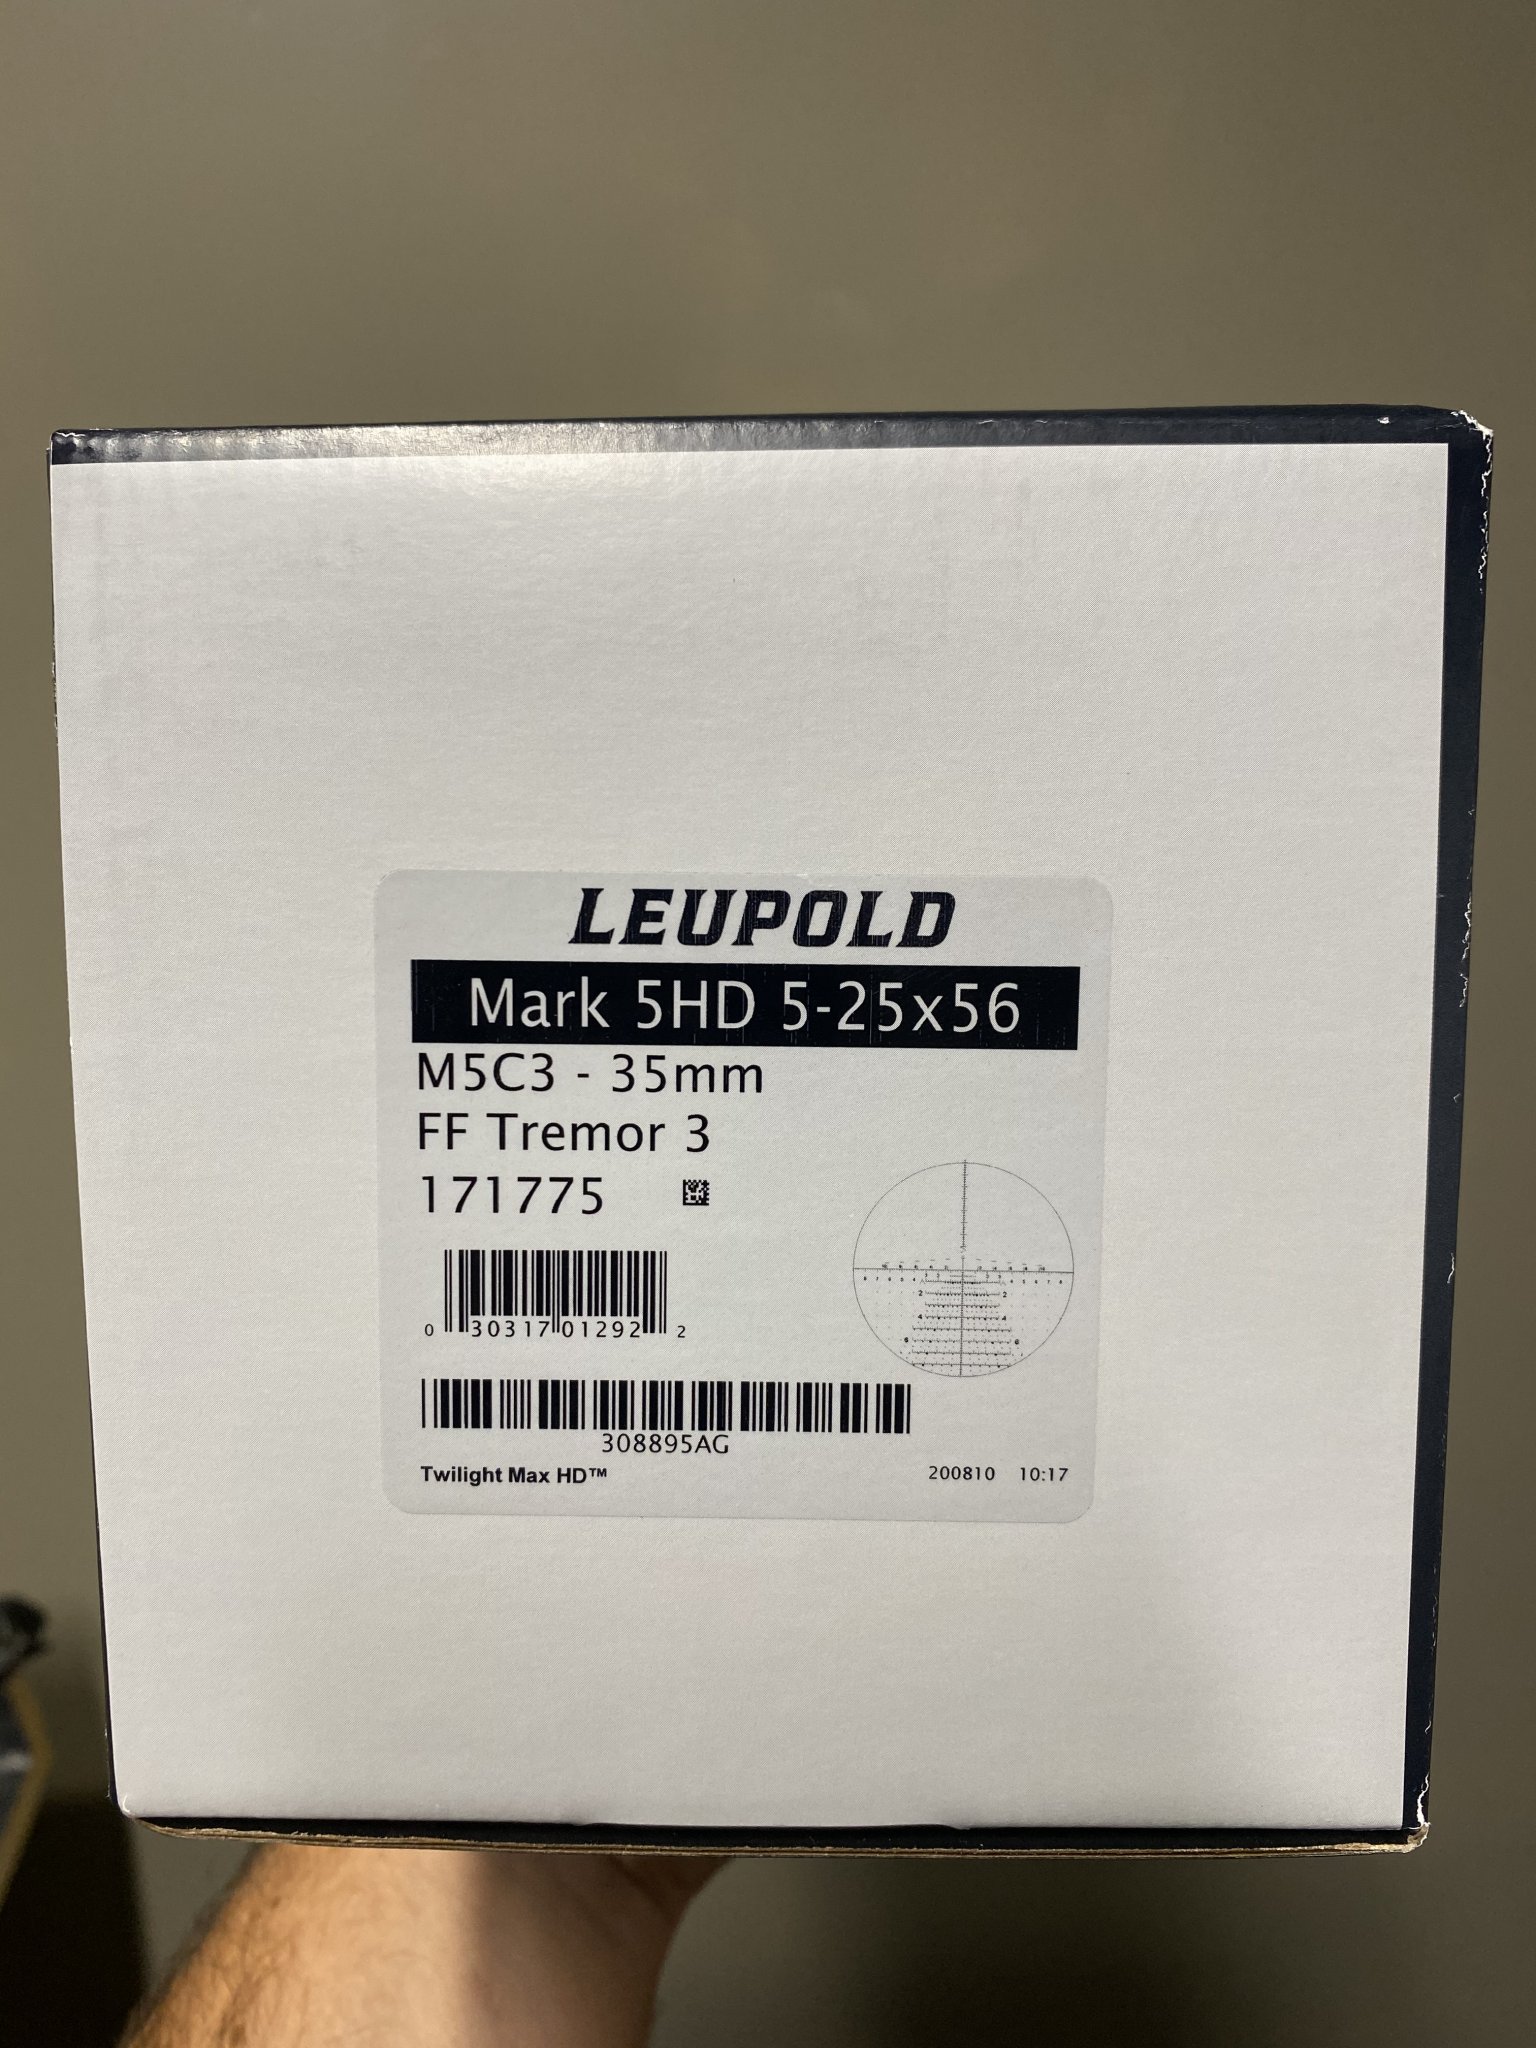 LEUPOLD
Mark 5HD 5-25x56
M5C3 - 35mm
FF Tremor 3
171775
0 30317 01292 2
308895AG
Twilight Max HD™
200810 10:17